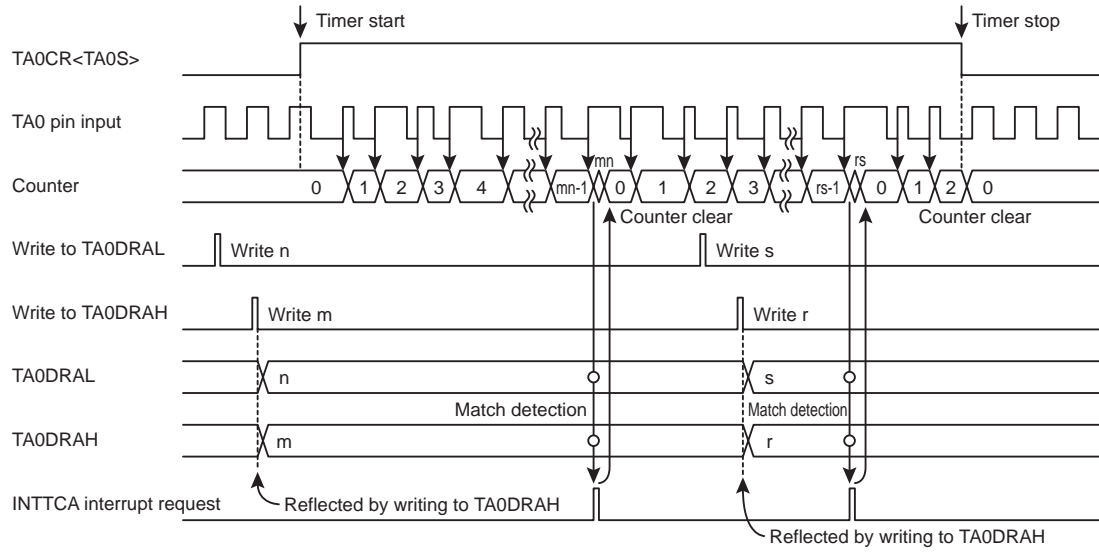 Timer start
Timer stop
TA0CR<TA0S>
TA0 pin input
mn
rs
Counter
0 1 2 3 4 mn-1 0 1 2 3 rs-1 0 1 2 0
Counter clear
Counter clear
Write to TA0DRAL
Write n
Write s
Write to TA0DRAH
Write m
Write r
TA0DRAL
n
s
Match detection
Match detection
TA0DRAH
m
r
INTTCA interrupt request
Reflected by writing to TA0DRAH
Reflected by writing to TA0DRAH